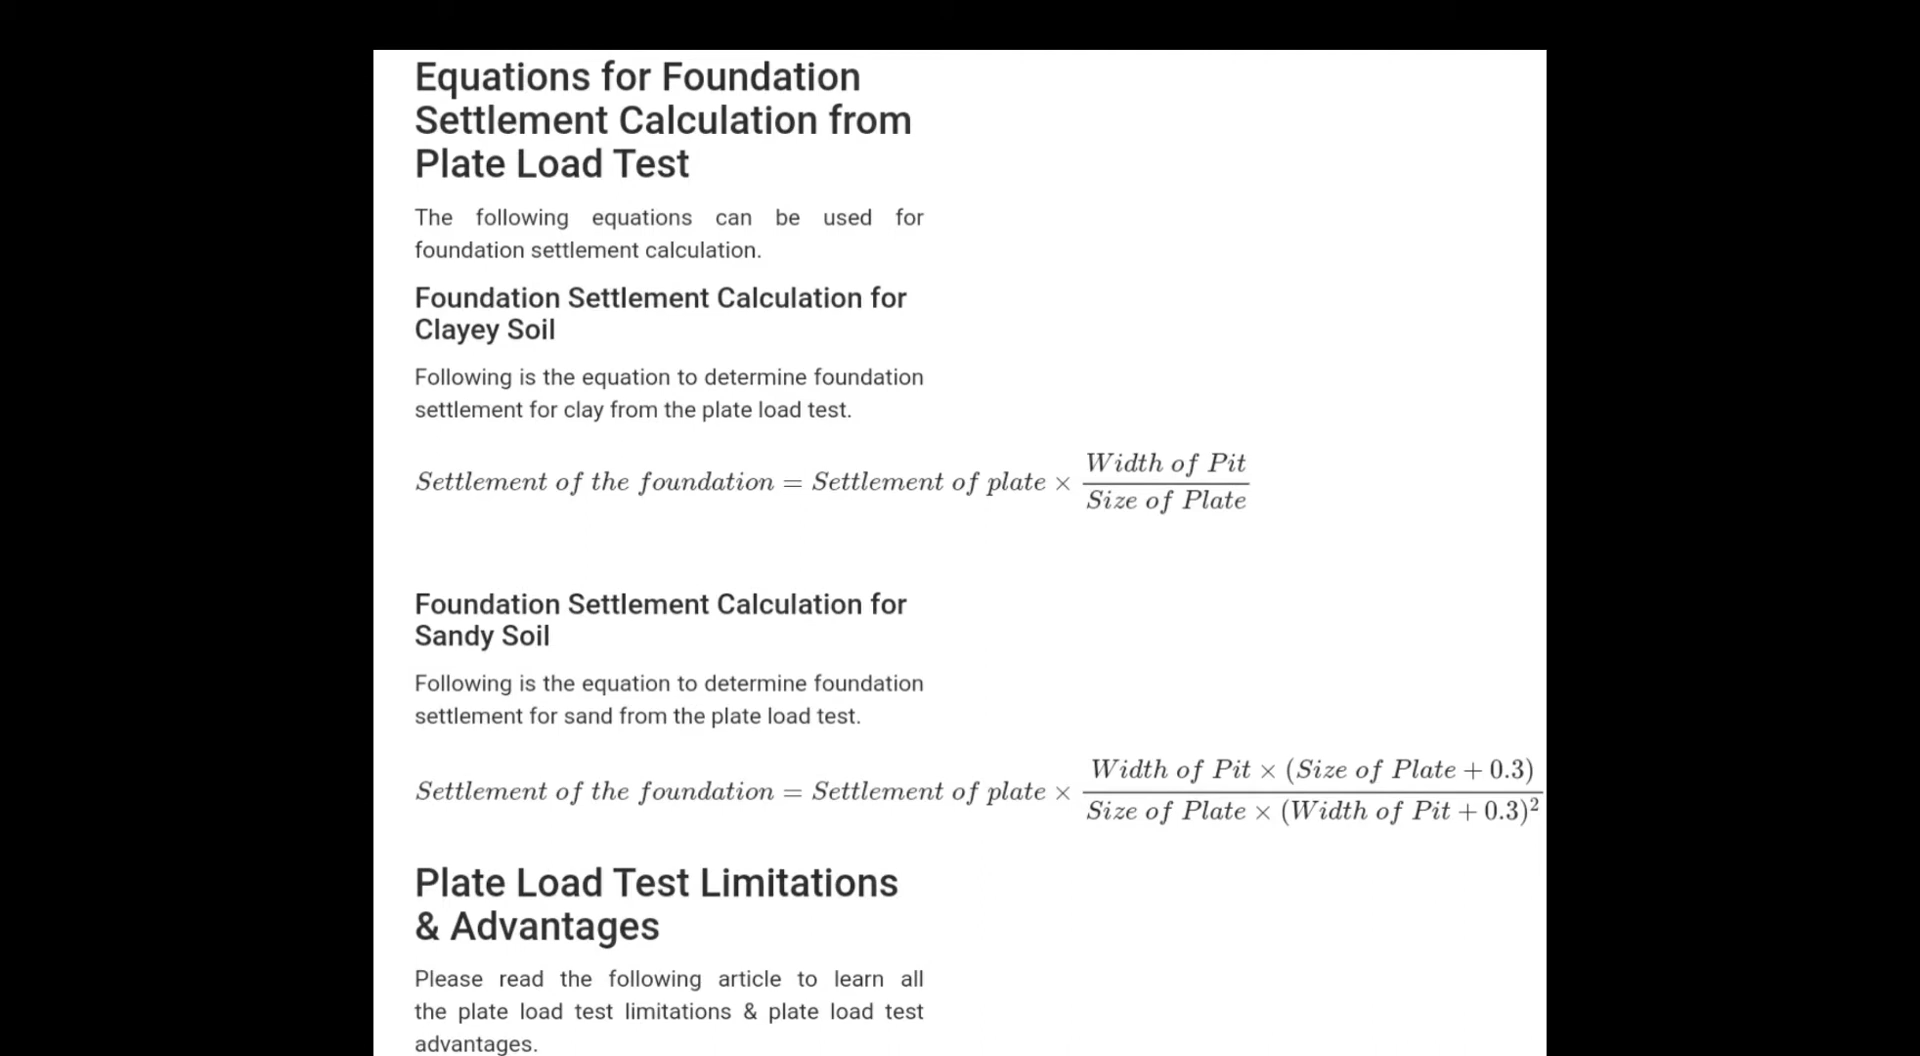 Equations for Foundation
Settlement Calculation from
Plate Load Test
The following equations can be used for
foundation settlement calculation.
Foundation Settlement Calculation for
Clayey Soil
Following is the equation to determine foundation
settlement for clay from the plate load test.
Settlement of the foundation = Settlement of plate × Width of Pit / Size of Plate
Foundation Settlement Calculation for
Sandy Soil
Following is the equation to determine foundation
settlement for sand from the plate load test.
Settlement of the foundation = Settlement of plate × Width of Pit × (Size of Plate + 0.3) / Size of Plate × (Width of Pit + 0.3)²
Plate Load Test Limitations
& Advantages
Please read the following article to learn all
the plate load test limitations & plate load test
advantages.